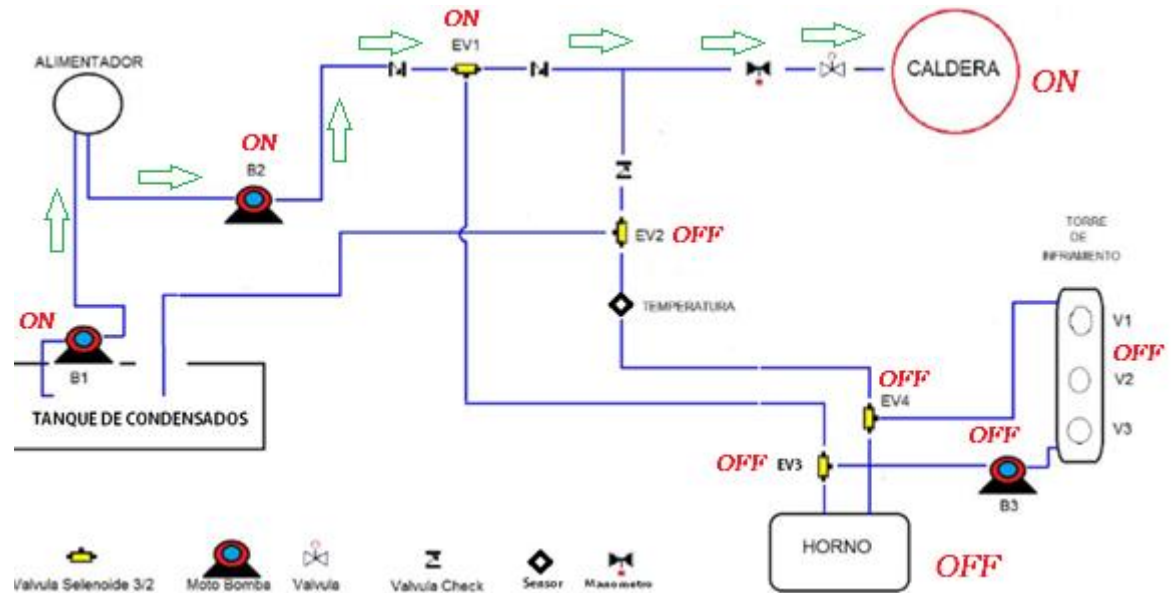 ON
EV1
ALIMENTADOR
CALDERA
ON
ON
B2
EV2 OFF
TORRE
DE
INFRIAMIENTO
TEMPERATURA
V1
OFF
V2
V3
ON
B1
TANQUE DE CONDENSADOS
OFF
EV4
OFF
OFF EV3
B3
HORNO
OFF
Valvula Selenoide 3/2
Moto Bomba
Valvula
Valvula Check
Sensor
Manometro